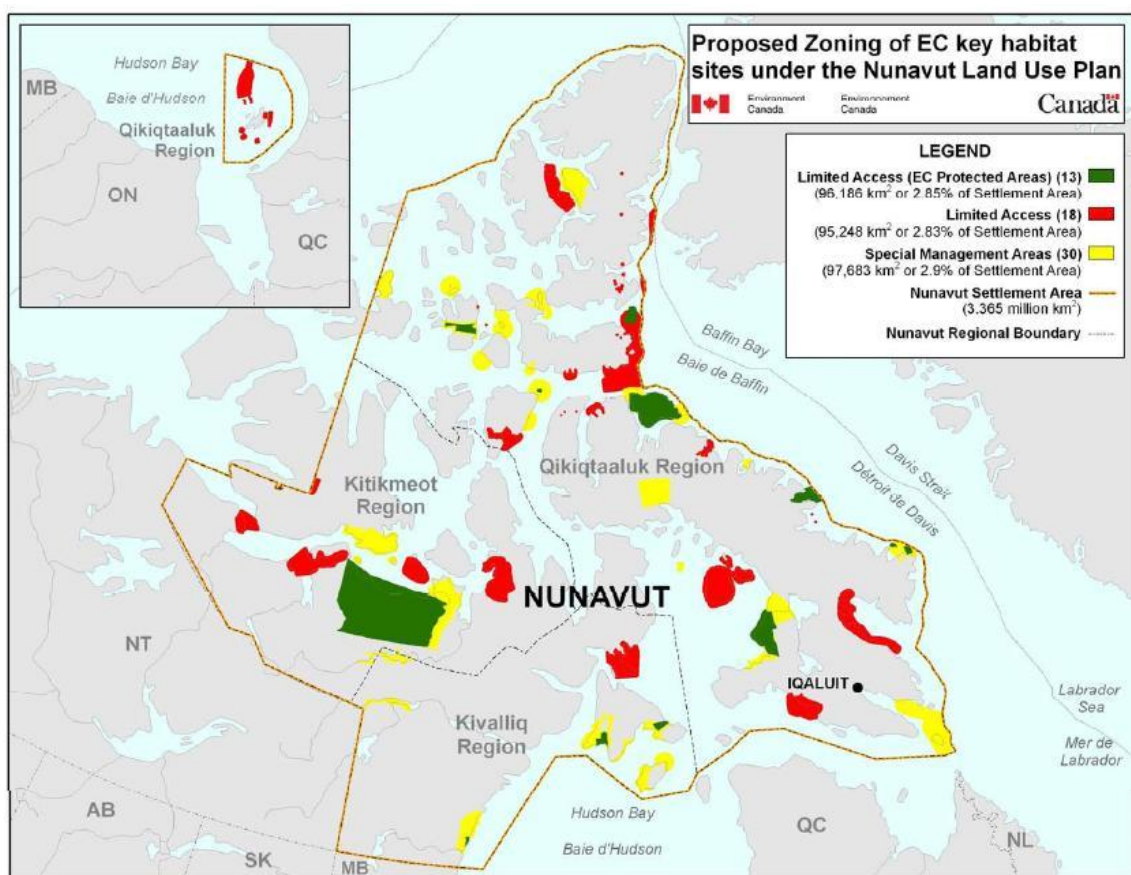 Proposed Zoning of EC key habitat
sites under the Nunavut Land Use Plan
Environment
Canada
Environnement
Canada
Canada
LEGEND
Limited Access (EC Protected Areas) (13)
(96,186 km² or 2.85% of Settlement Area)
Limited Access (18)
(95,248 km² or 2.83% of Settlement Area)
Special Management Areas (30)
(97,683 km² or 2.9% of Settlement Area)
Nunavut Settlement Area
(3.365 million km²)
Nunavut Regional Boundary
Hudson Bay
MB
Baie d'Hudson
Qikiqtaaluk
Region
ON
QC
Baffin Bay
Baie de Baffin
Davis Strait
Détroit de Davis
Qikiqtaaluk Region
Kitikmeot
Region
NUNAVUT
NT
IQALUIT
Kivalliq
Region
Labrador
Sea
Mer de
Labrador
Hudson Bay
Baie d'Hudson
AB
SK
MB
QC
NL